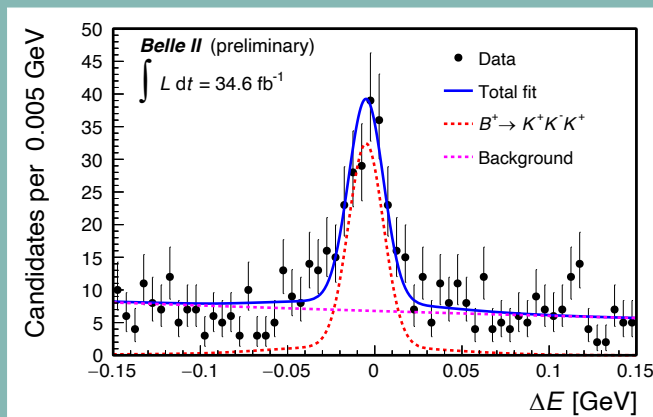 Belle II (preliminary)
∫ L dt = 34.6 fb⁻¹
Data
Total fit
B⁺→ K⁺K⁻K⁺
Background
Candidates per 0.005 GeV
50
45
40
35
30
25
20
15
10
5
0
−0.15 −0.1 −0.05 0 0.05 0.1 0.15
ΔE [GeV]